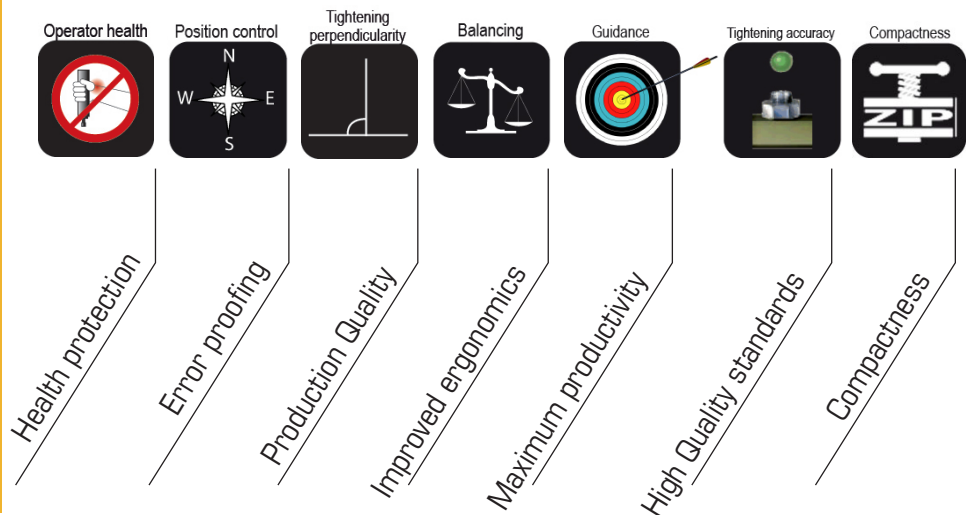 Operator health
Position control
Tightening
perpendicularity
Balancing
Guidance
Tightening accuracy
Compactness
N
W
E
S
ZIP
Health protection
Error proofing
Production Quality
Improved ergonomics
Maximum productivity
High Quality standards
Compactness